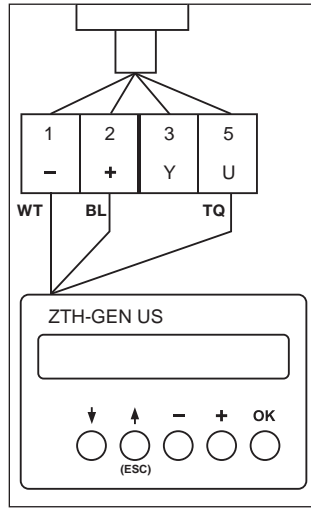 1 2 3 5
− + Y U
WT BL TQ
ZTH-GEN US
− + OK
(ESC)